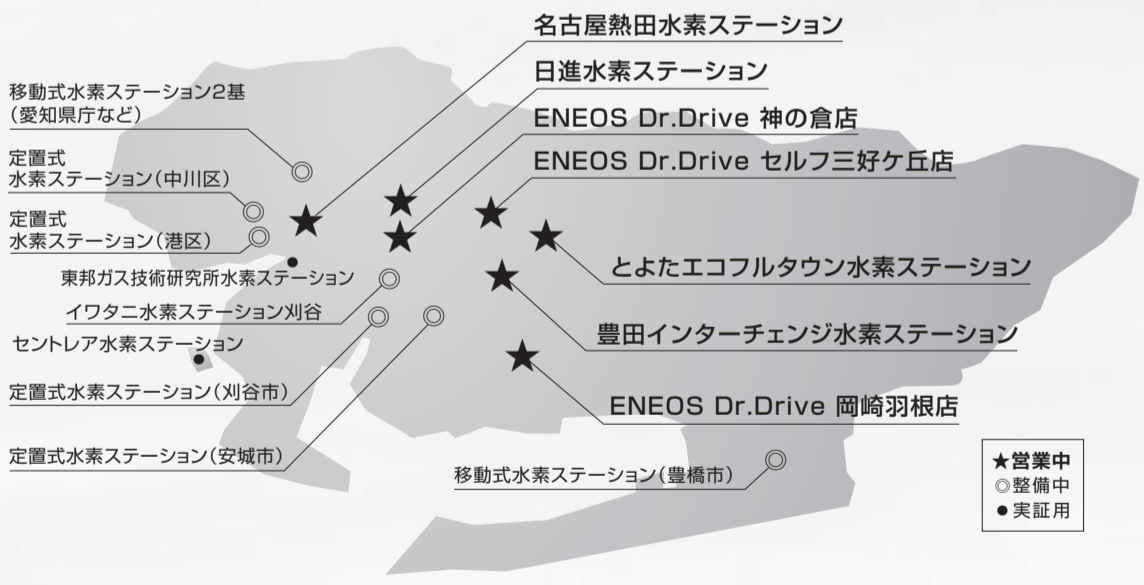 名古屋熱田水素ステーション
日進水素ステーション
ENEOS Dr.Drive 神の倉店
ENEOS Dr.Drive セルフ三好ケ丘店
移動式水素ステーション2基
（愛知県庁など）
定置式
水素ステーション（中川区）
定置式
水素ステーション（港区）
東邦ガス技術研究所水素ステーション
イワタニ水素ステーション刈谷
セントレア水素ステーション
定置式水素ステーション（刈谷市）
定置式水素ステーション（安城市）
とよたエコフルタウン水素ステーション
豊田インターチェンジ水素ステーション
ENEOS Dr.Drive 岡崎羽根店
移動式水素ステーション（豊橋市）
★営業中
◎整備中
●実証用